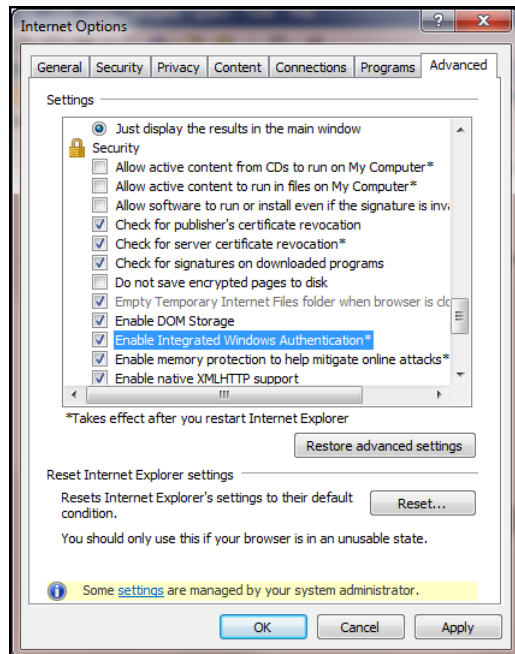 Internet Options
General Security Privacy Content Connections Programs Advanced
Settings
Just display the results in the main window
Security
Allow active content from CDs to run on My Computer*
Allow active content to run in files on My Computer*
Allow software to run or install even if the signature is
Check for publisher's certificate revocation
Check for server certificate revocation*
Check for signatures on downloaded programs
Do not save encrypted pages to disk
Empty Temporary Internet Files folder when browser is
Enable DOM Storage
Enable Integrated Windows Authentication*
Enable memory protection to help mitigate online attacks*
Enable native XMLHTTP support
*Takes effect after you restart Internet Explorer
Restore advanced settings
Reset Internet Explorer settings
Resets Internet Explorer's settings to their default
condition.
Reset...
You should only use this if your browser is in an unusable state.
Some settings are managed by your system administrator.
OK Cancel Apply